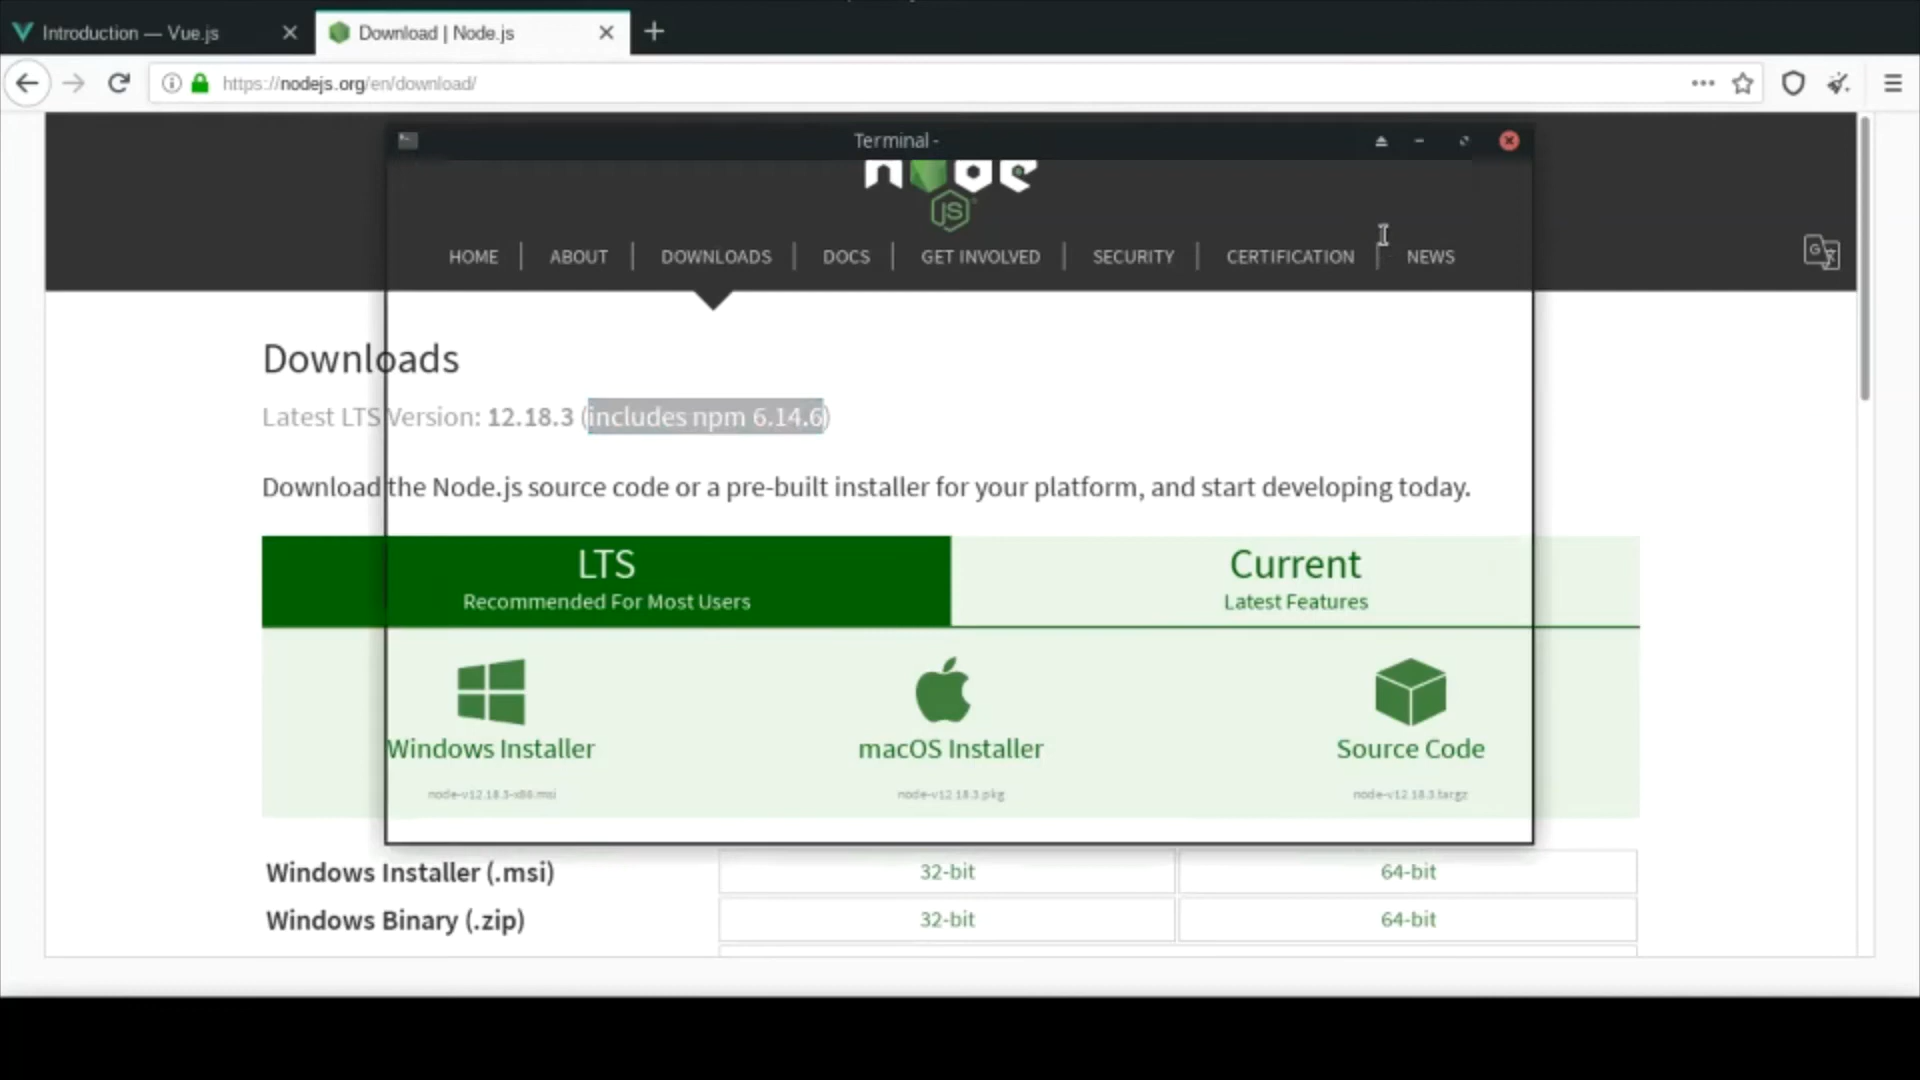 Introduction — Vue.js
Download | Node.js
https://nodejs.org/en/download/
Terminal -
node
JS
HOME | ABOUT | DOWNLOADS | DOCS | GET INVOLVED | SECURITY | CERTIFICATION | NEWS
Downloads
Latest LTS Version: 12.18.3 (includes npm 6.14.6)
Download the Node.js source code or a pre-built installer for your platform, and start developing today.
LTS
Recommended For Most Users
Current
Latest Features
Windows Installer
macOS Installer
Source Code
node-v12.18.3-x86.msi
node-v12.18.3.pkg
node-v12.18.3.tar.gz
Windows Installer (.msi) 32-bit 64-bit
Windows Binary (.zip) 32-bit 64-bit